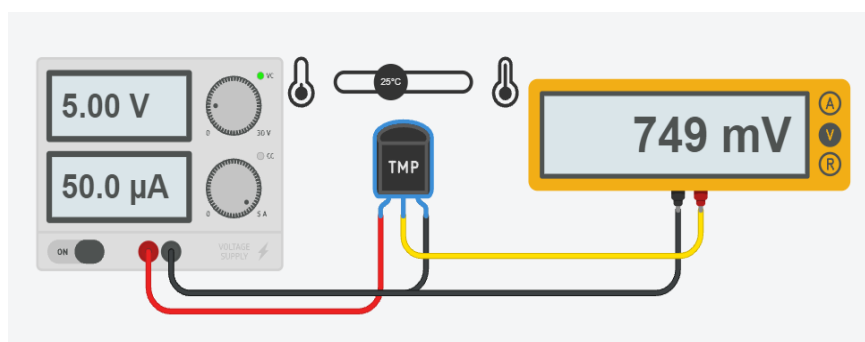 5.00 V
VC
0
30 V
50.0 µA
CC
0
5 A
ON
VOLTAGE
SUPPLY
25°C
TMP
749 mV
A
V
R